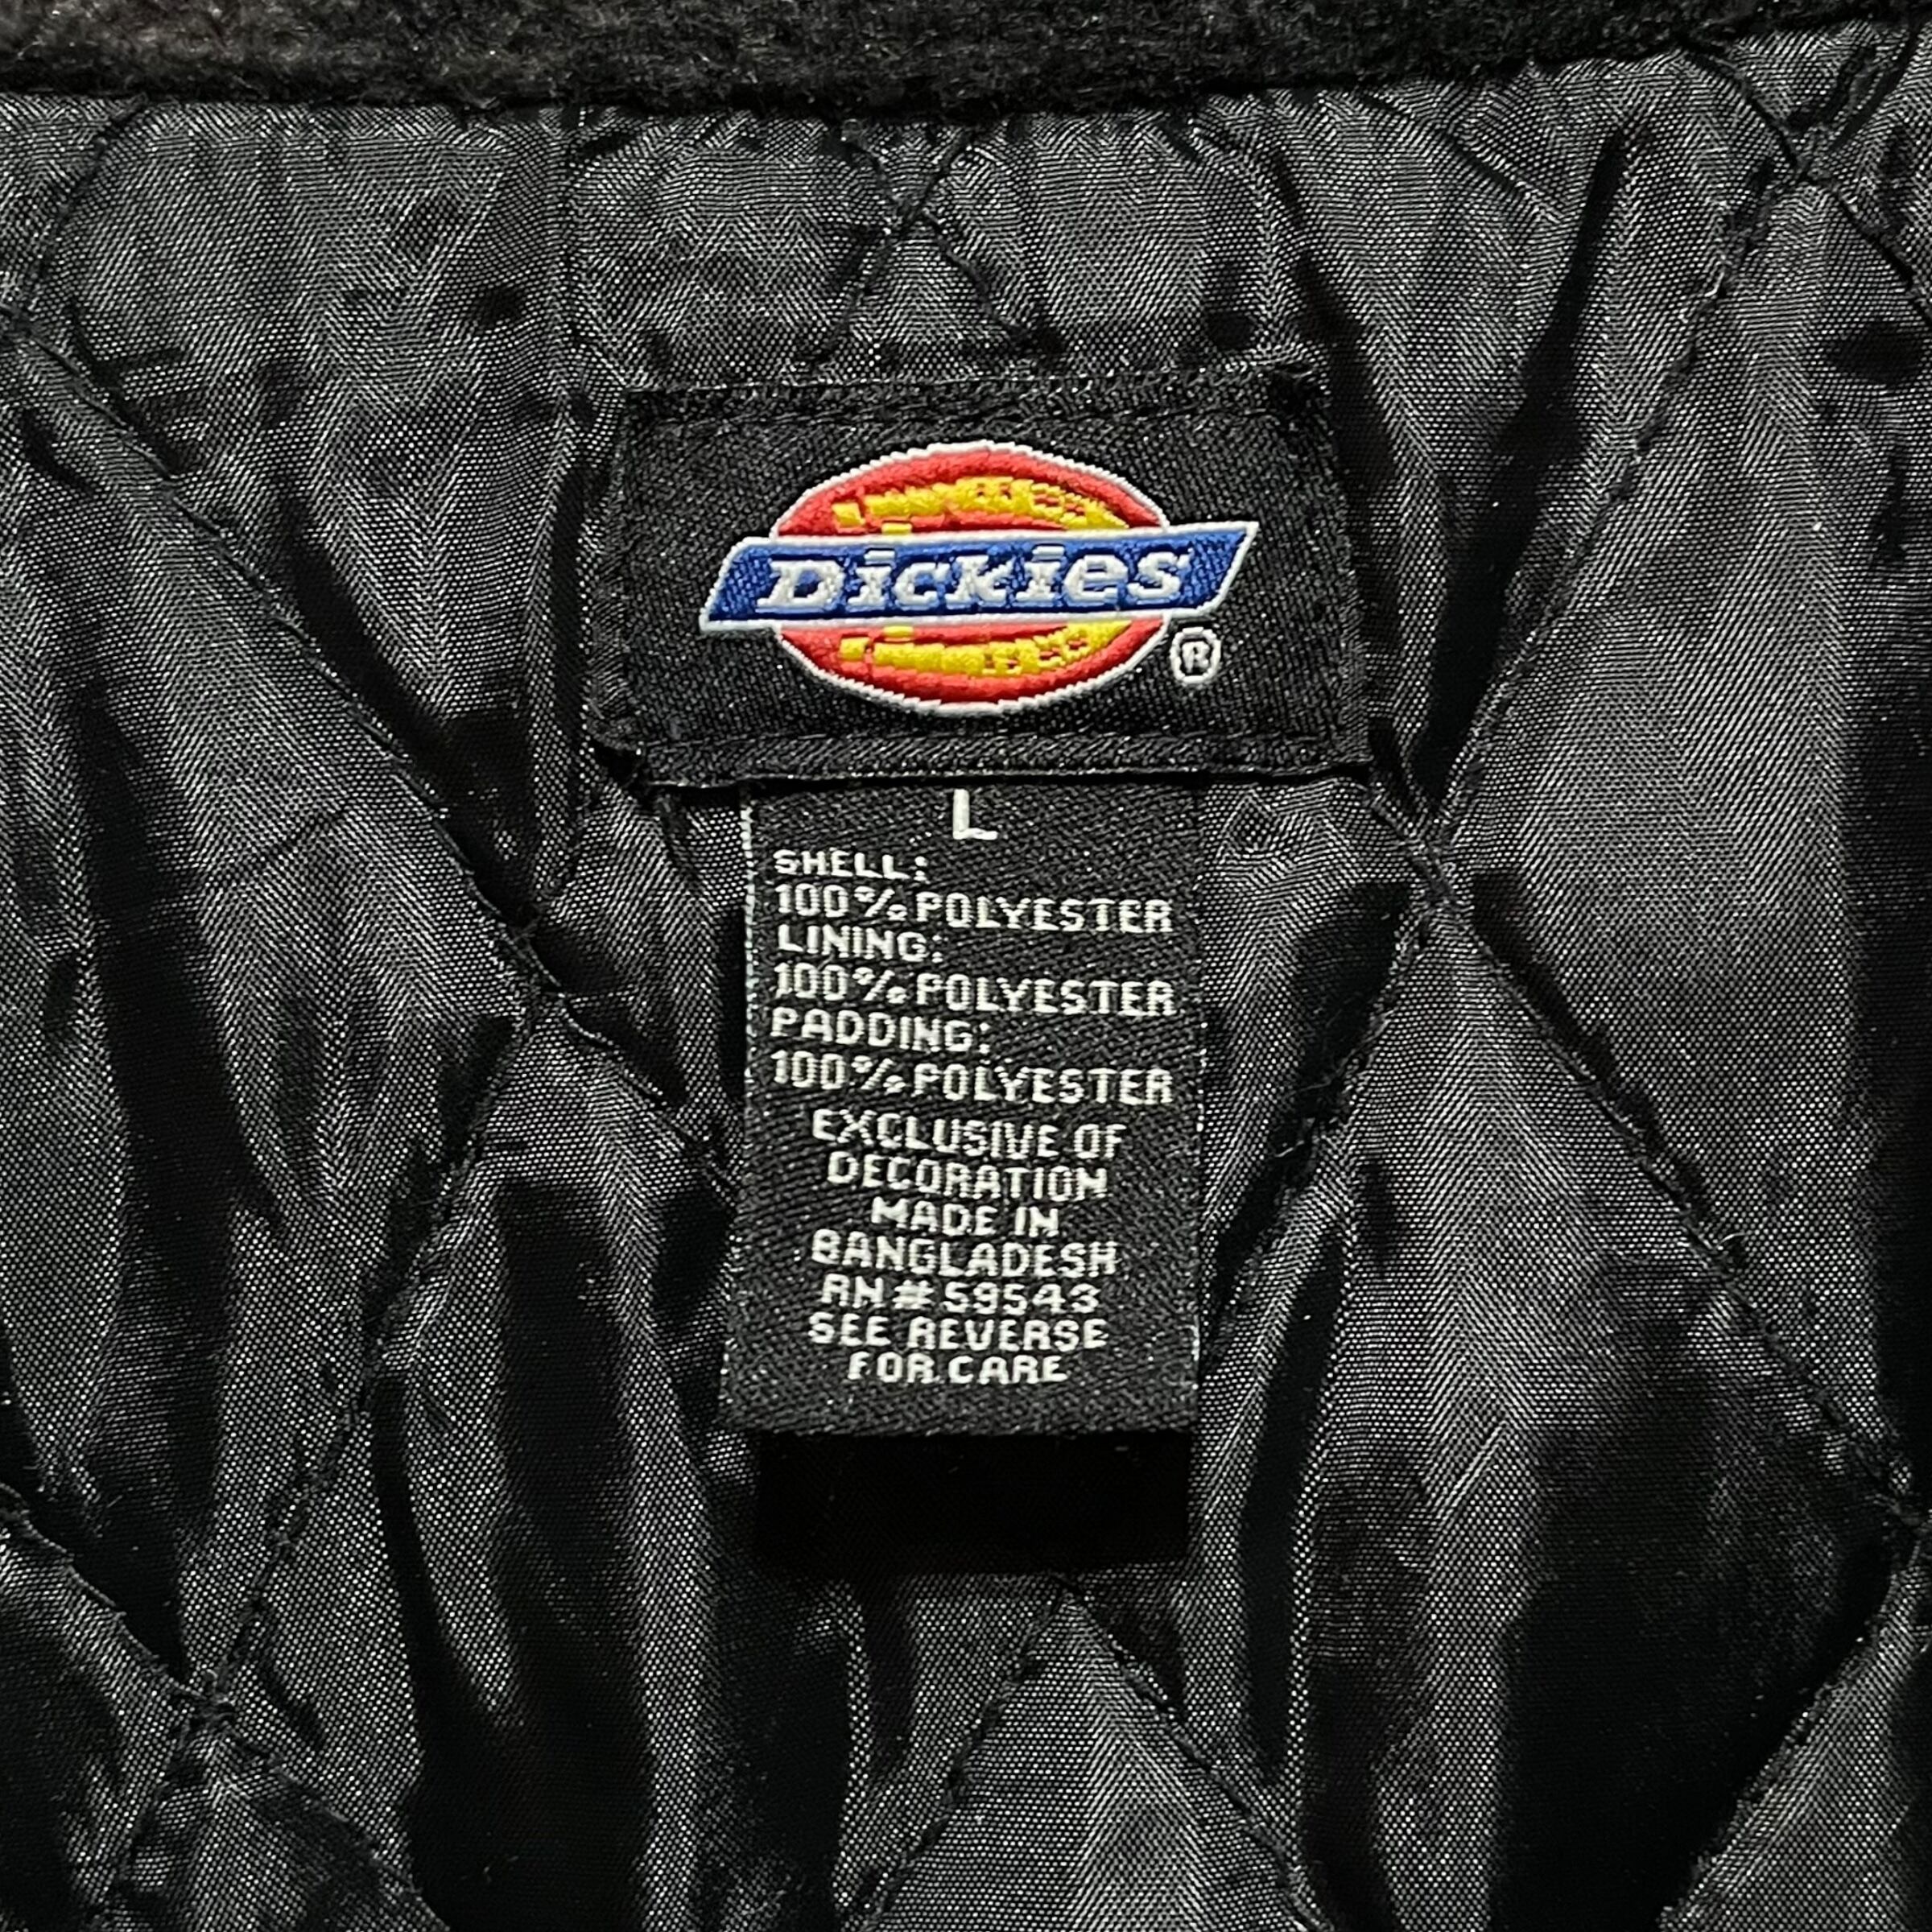 Dickies
®
L
SHELL:
100% POLYESTER
LINING:
100% POLYESTER
PADDING:
100% POLYESTER
EXCLUSIVE OF
DECORATION
MADE IN
BANGLADESH
RN # 59543
SEE REVERSE
FOR CARE